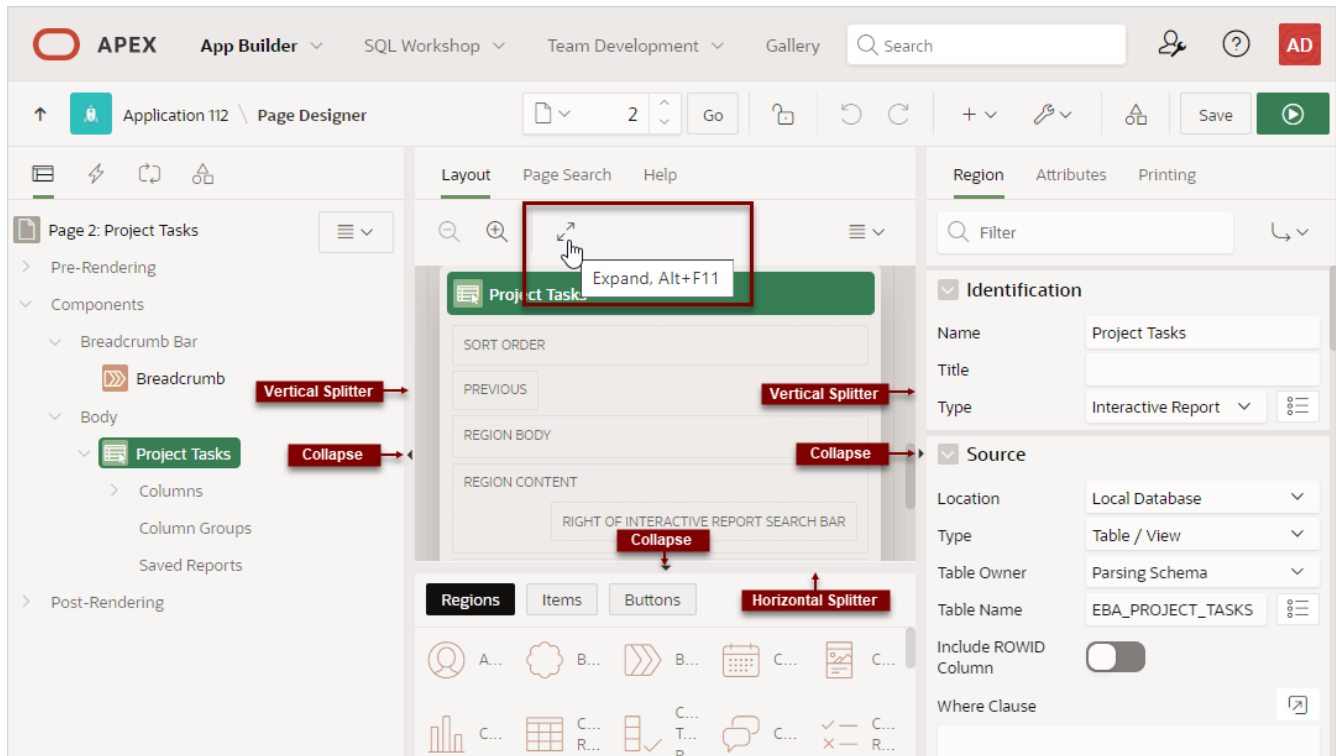 APEX App Builder SQL Workshop Team Development Gallery Search AD
Application 112 \ Page Designer 2 Go Save
Layout Page Search Help
Region Attributes Printing
Page 2: Project Tasks
Pre-Rendering
Components
Breadcrumb Bar
Breadcrumb
Body
Project Tasks
Columns
Column Groups
Saved Reports
Post-Rendering
Vertical Splitter
Collapse
Expand, Alt+F11
Project Tasks
SORT ORDER
PREVIOUS
REGION BODY
REGION CONTENT
RIGHT OF INTERACTIVE REPORT SEARCH BAR
Vertical Splitter
Collapse
Collapse
Horizontal Splitter
Regions Items Buttons
A... B... B... C... C...
C... C... C... C... C...
R... T... R...
Filter
Identification
Name Project Tasks
Title
Type Interactive Report
Source
Location Local Database
Type Table / View
Table Owner Parsing Schema
Table Name EBA_PROJECT_TASKS
Include ROWID
Column
Where Clause